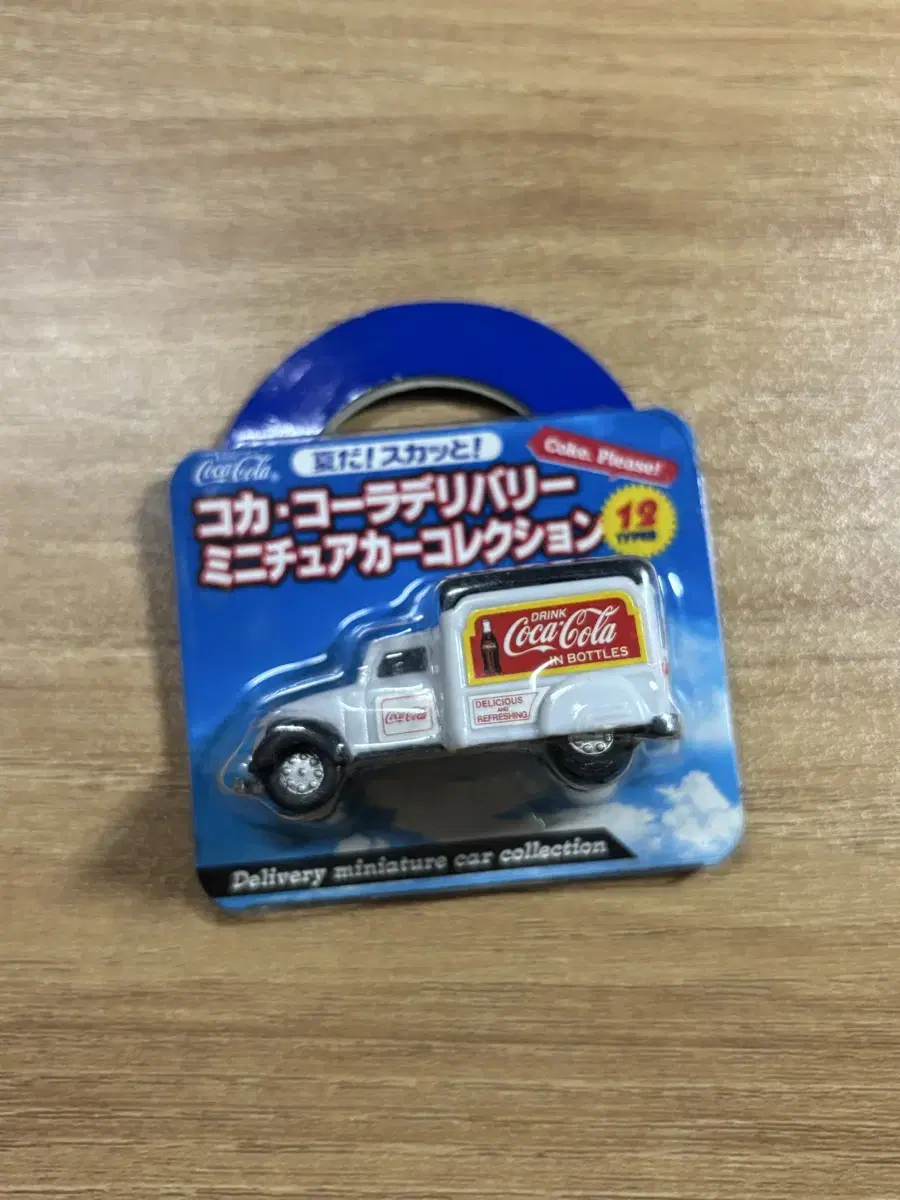 Coca-Cola
夏だ!スカッと!
Coke, Please!
コカ・コーラデリバリー
ミニチュアカーコレクション
12
TYPES
DRINK
Coca-Cola
IN BOTTLES
Coca-Cola
DELICIOUS
AND
REFRESHING
Delivery miniature car collection